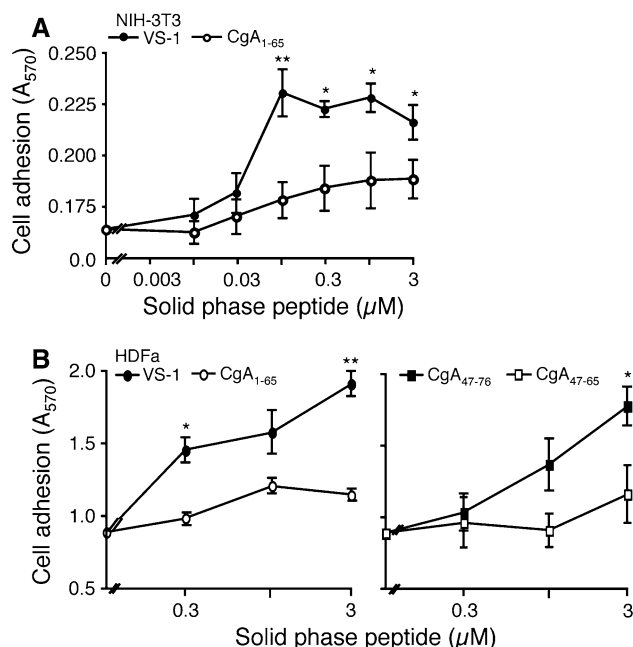 A
NIH-3T3
VS-1 CgA1-65
0.250
0.225
0.200
0.175
0.0
Cell adhesion (A570)
** * * *
0 0.003 0.03 0.3 3
Solid phase peptide (µM)
B
HDFa
VS-1 CgA1-65 CgA47-76 CgA47-65
2.0
1.5
1.0
0.5
Cell adhesion (A570)
* ** *
0.3 3 0.3 3
Solid phase peptide (µM)